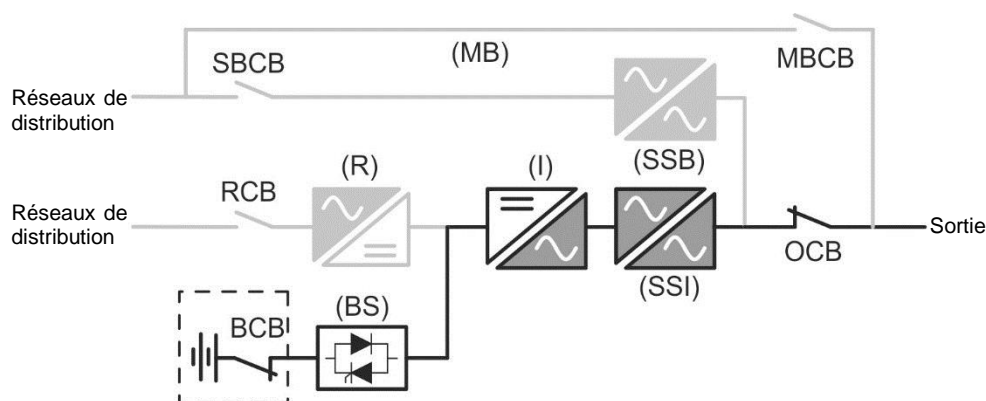 (MB)
MBCB
SBCB
Réseaux de
distribution
(SSB)
(R)
(I)
RCB
Réseaux de
distribution
Sortie
OCB
(SSI)
(BS)
BCB